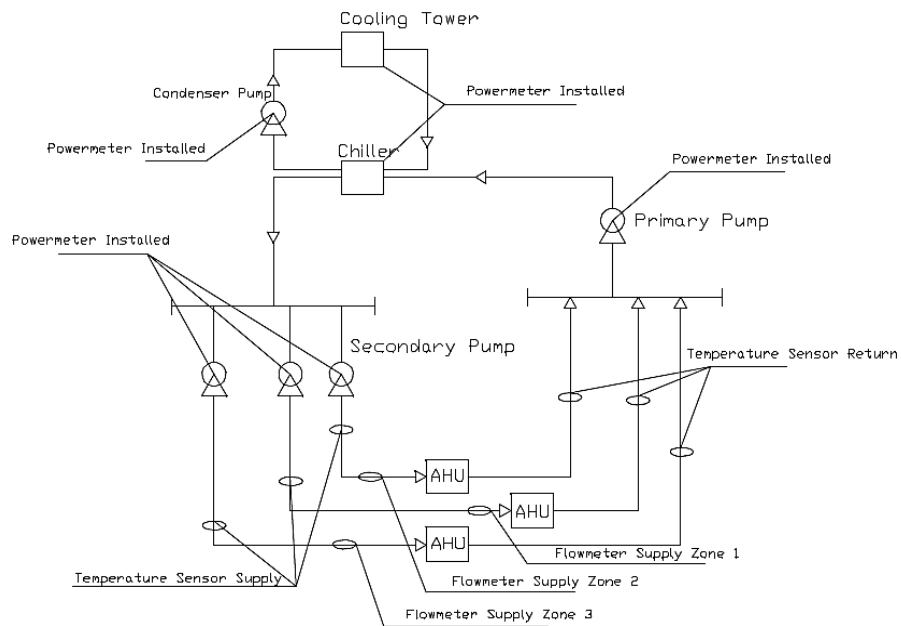 Cooling Tower
Condenser Pump
Powermeter Installed
Powermeter Installed
Chiller
Powermeter Installed
Primary Pump
Powermeter Installed
Secondary Pump
Temperature Sensor Return
AHU
AHU
AHU
Flowmeter Supply Zone 1
Temperature Sensor Supply
Flowmeter Supply Zone 2
Flowmeter Supply Zone 3